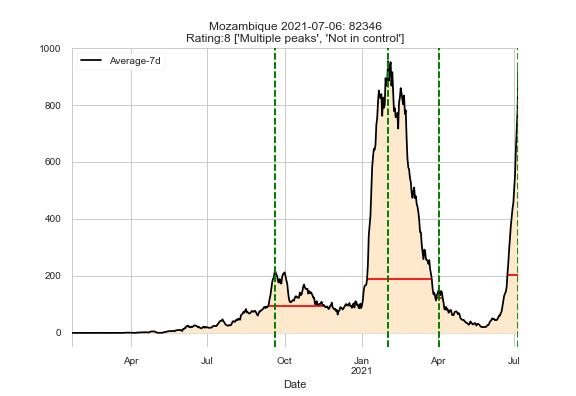 Mozambique 2021-07-06: 82346
Rating:8 ['Multiple peaks', 'Not in control']
1000
Average-7d
800
600
400
200
0
Apr Jul Oct Jan Apr Jul
2021
Date